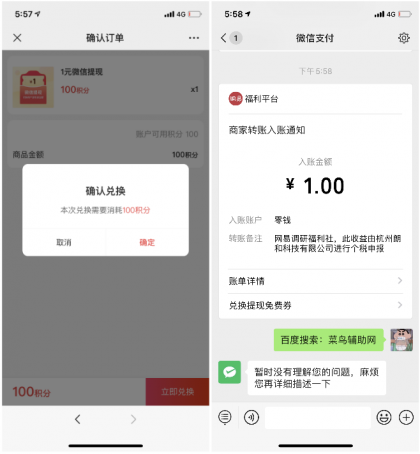 5:57
4G
确认订单
1元微信提现
100积分
x1
账户可用积分 100
商品金额
100积分
确认兑换
本次兑换需要消耗100积分
取消
确定
100积分
立即兑换
5:58
4G
1
微信支付
下午5:58
福利平台
商家转账入账通知
入账金额
¥ 1.00
入账账户
零钱
转账备注
网易调研福利社，此收益由杭州朗
和科技有限公司进行个税申报
账单详情
兑换提现免费券
百度搜索：菜鸟辅助网
暂时没有理解您的问题，麻烦
您再详细描述一下